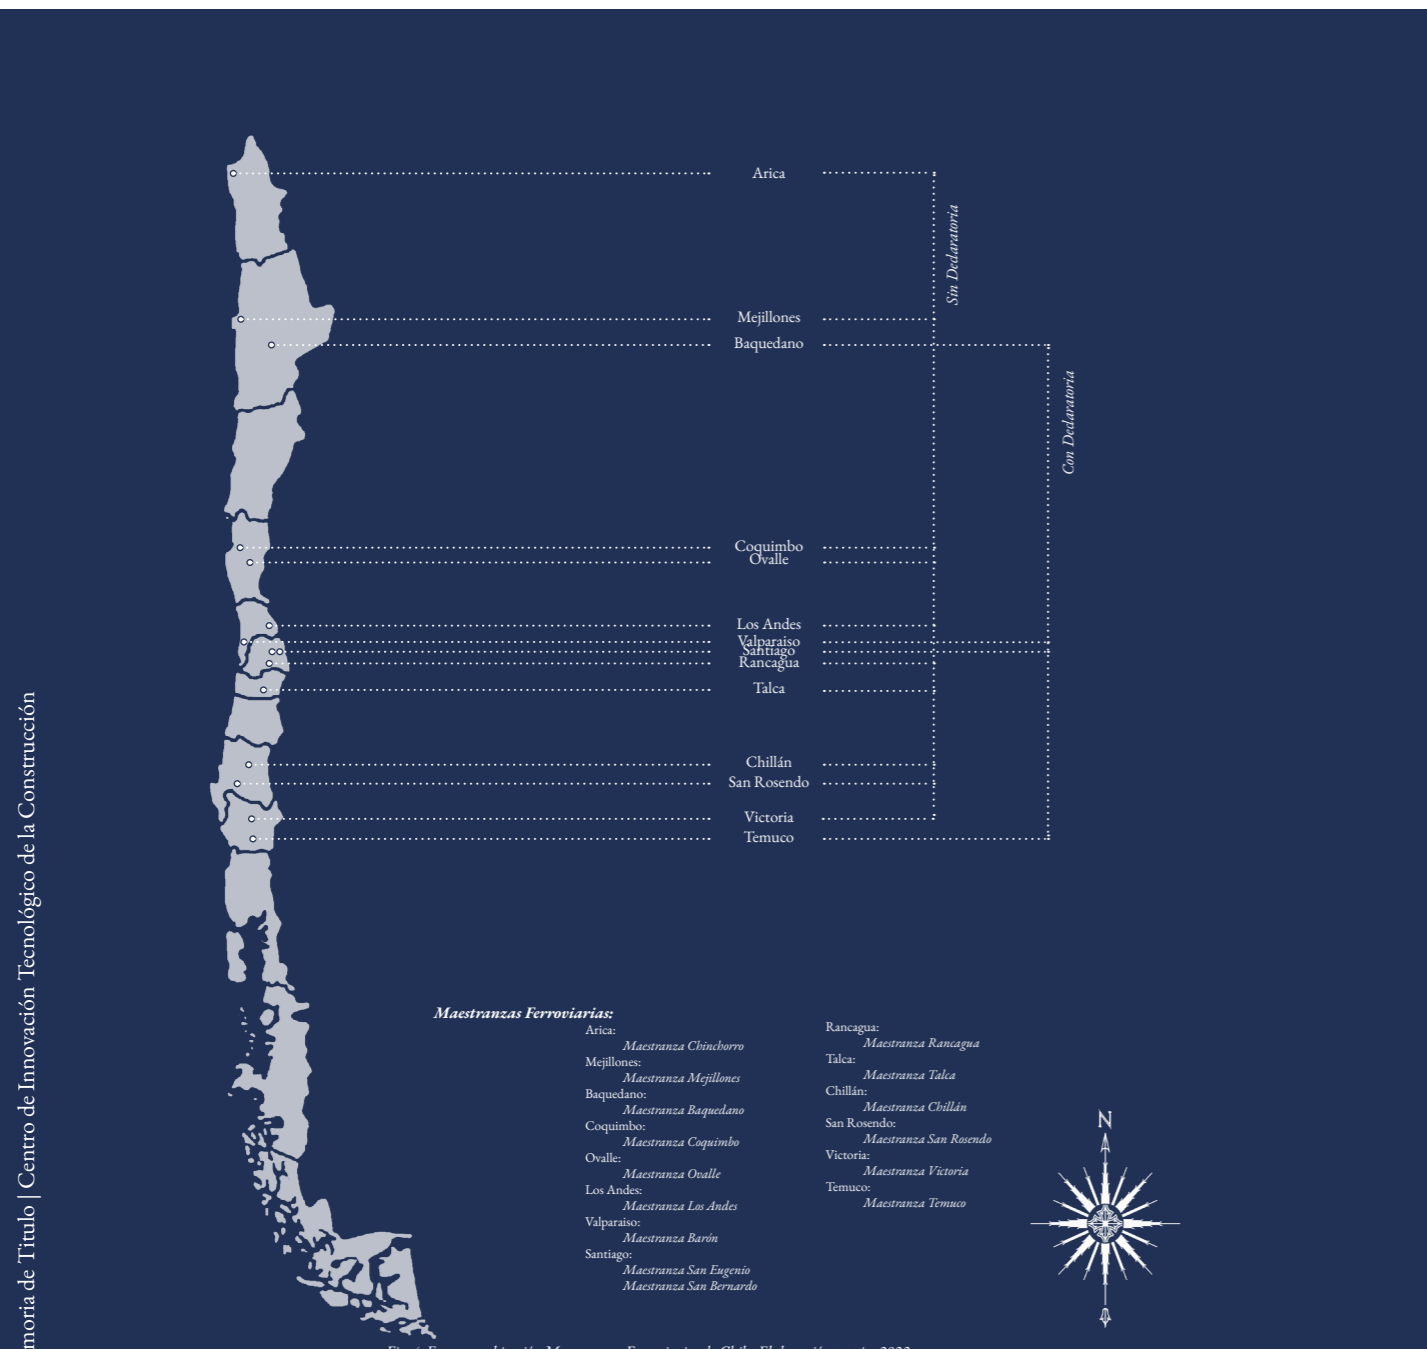 moria de Titulo | Centro de Innovación Tecnológico de la Construcción
Arica
Mejillones
Baquedano
Coquimbo
Ovalle
Los Andes
Valparaiso
Santiago
Rancagua
Talca
Chillán
San Rosendo
Victoria
Temuco
Sin Declaratoria
Con Declaratoria
Maestranzas Ferroviarias:
Arica:
Maestranza Chinchorro
Mejillones:
Maestranza Mejillones
Baquedano:
Maestranza Baquedano
Coquimbo:
Maestranza Coquimbo
Ovalle:
Maestranza Ovalle
Los Andes:
Maestranza Los Andes
Valparaiso:
Maestranza Barón
Santiago:
Maestranza San Eugenio
Maestranza San Bernardo
Rancagua:
Maestranza Rancagua
Talca:
Maestranza Talca
Chillán:
Maestranza Chillán
San Rosendo:
Maestranza San Rosendo
Victoria:
Maestranza Victoria
Temuco:
Maestranza Temuco
N